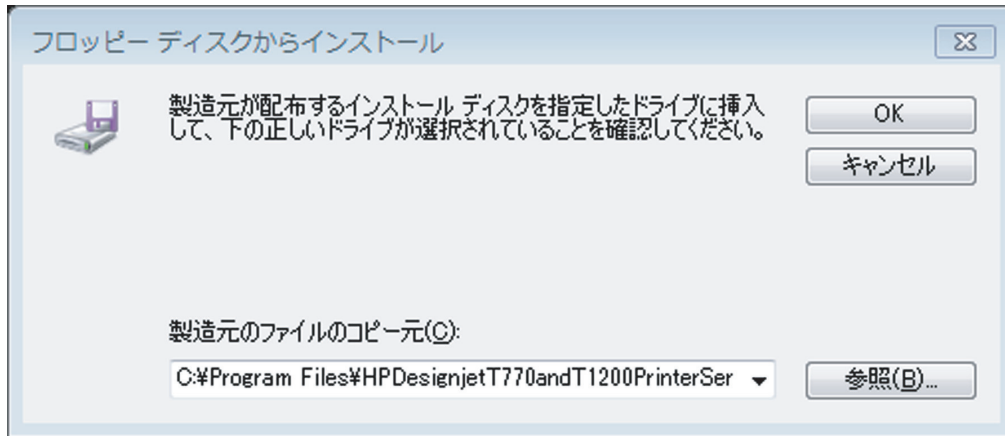 フロッピー ディスクからインストール
製造元が配布するインストール ディスクを指定したドライブに挿入
して、下の正しいドライブが選択されていることを確認してください。
OK
キャンセル
製造元のファイルのコピー元(C):
C:¥Program Files¥HPDesignjetT770andT1200PrinterSer
参照(B)...